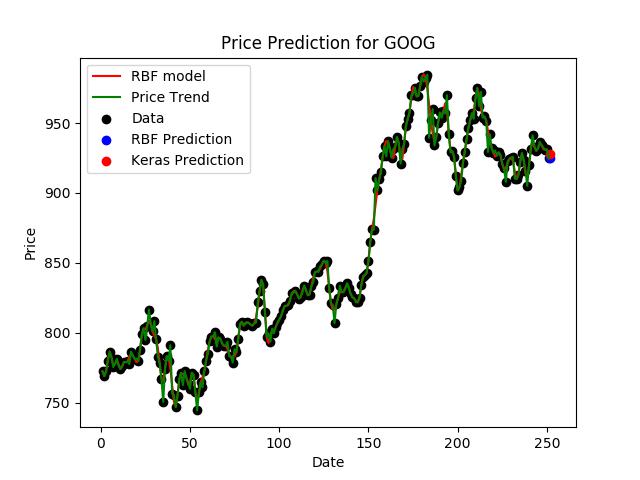 Price Prediction for GOOG
RBF model
Price Trend
Data
RBF Prediction
Keras Prediction
950
900
850
800
750
Price
0 50 100 150 200 250
Date